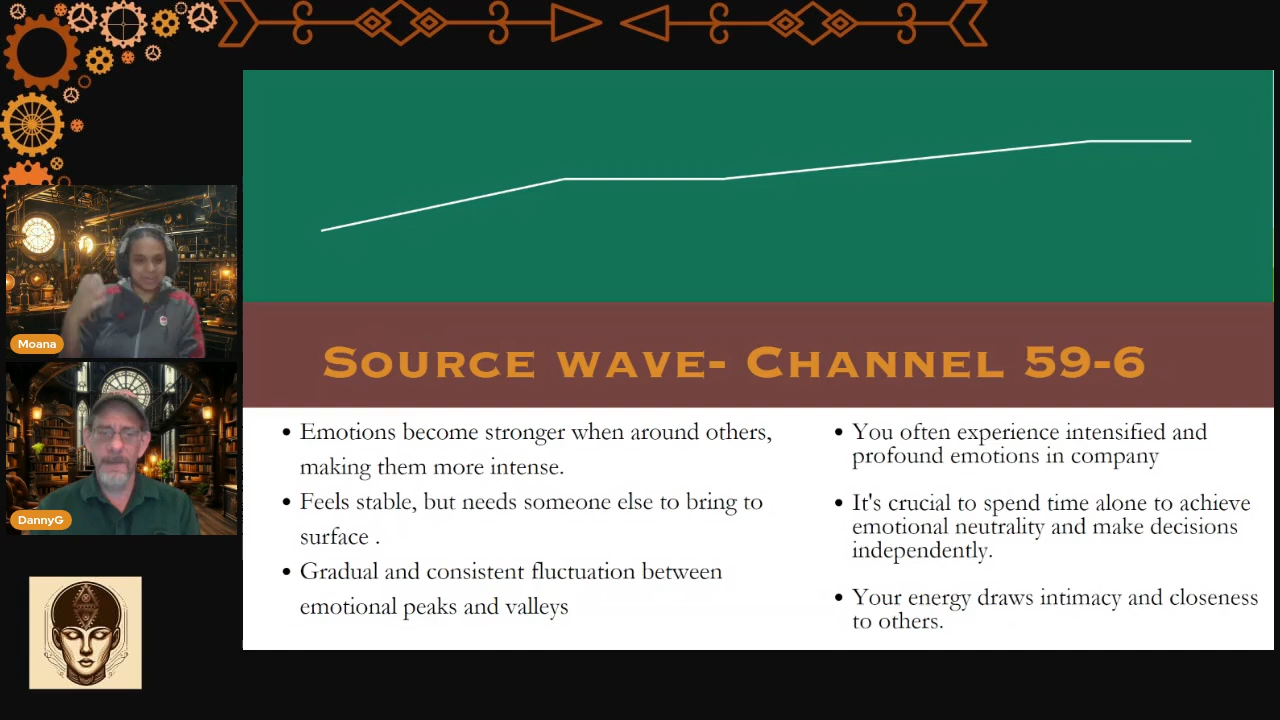 Source wave- Channel 59-6
Emotions become stronger when around others,
making them more intense.
Feels stable, but needs someone else to bring to
surface .
Gradual and consistent fluctuation between
emotional peaks and valleys
You often experience intensified and
profound emotions in company
It's crucial to spend time alone to achieve
emotional neutrality and make decisions
independently.
Your energy draws intimacy and closeness
to others.
Moana
DannyG